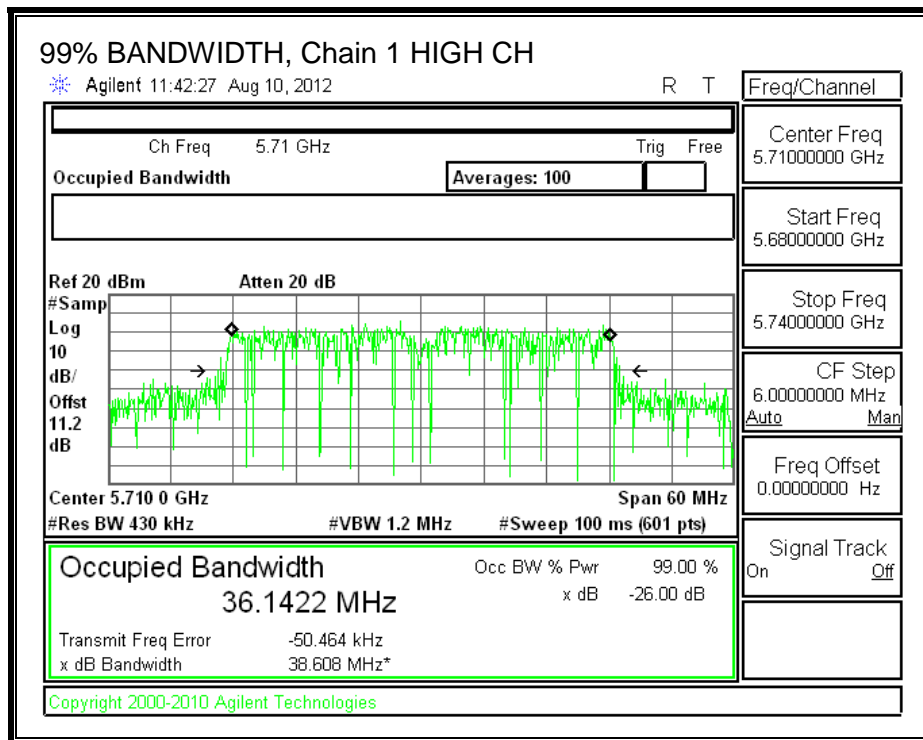 99% BANDWIDTH, Chain 1 HIGH CH
Agilent 11:42:27 Aug 10, 2012 R T
Ch Freq 5.71 GHz Trig Free
Occupied Bandwidth Averages: 100
Ref 20 dBm Atten 20 dB
#Samp
Log
10
dB/
Offst
11.2
dB
Center 5.710 0 GHz Span 60 MHz
#Res BW 430 kHz #VBW 1.2 MHz #Sweep 100 ms (601 pts)
Occupied Bandwidth Occ BW % Pwr 99.00 %
36.1422 MHz x dB -26.00 dB
Transmit Freq Error -50.464 kHz
x dB Bandwidth 38.608 MHz*
Copyright 2000-2010 Agilent Technologies
Freq/Channel
Center Freq
5.71000000 GHz
Start Freq
5.68000000 GHz
Stop Freq
5.74000000 GHz
CF Step
6.00000000 MHz
Auto Man
Freq Offset
0.00000000 Hz
Signal Track
On Off